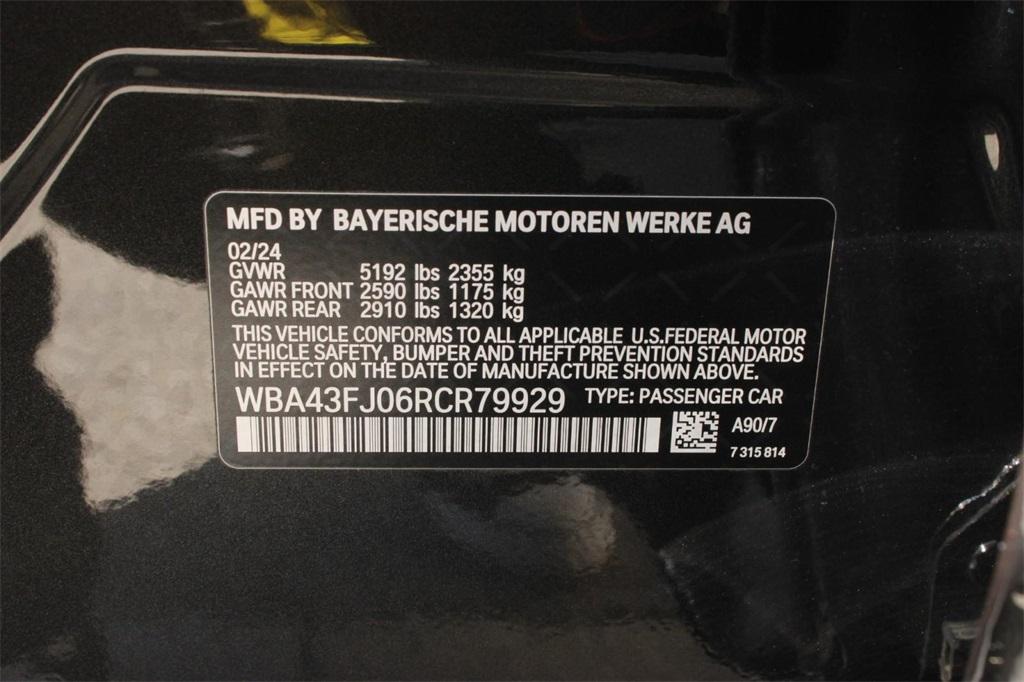 MFD BY BAYERISCHE MOTOREN WERKE AG
02/24
GVWR 5192 lbs 2355 kg
GAWR FRONT 2590 lbs 1175 kg
GAWR REAR 2910 lbs 1320 kg
THIS VEHICLE CONFORMS TO ALL APPLICABLE U.S.FEDERAL MOTOR
VEHICLE SAFETY, BUMPER AND THEFT PREVENTION STANDARDS
IN EFFECT ON THE DATE OF MANUFACTURE SHOWN ABOVE.
WBA43FJ06RCR79929 TYPE: PASSENGER CAR
A90/7
7 315 814